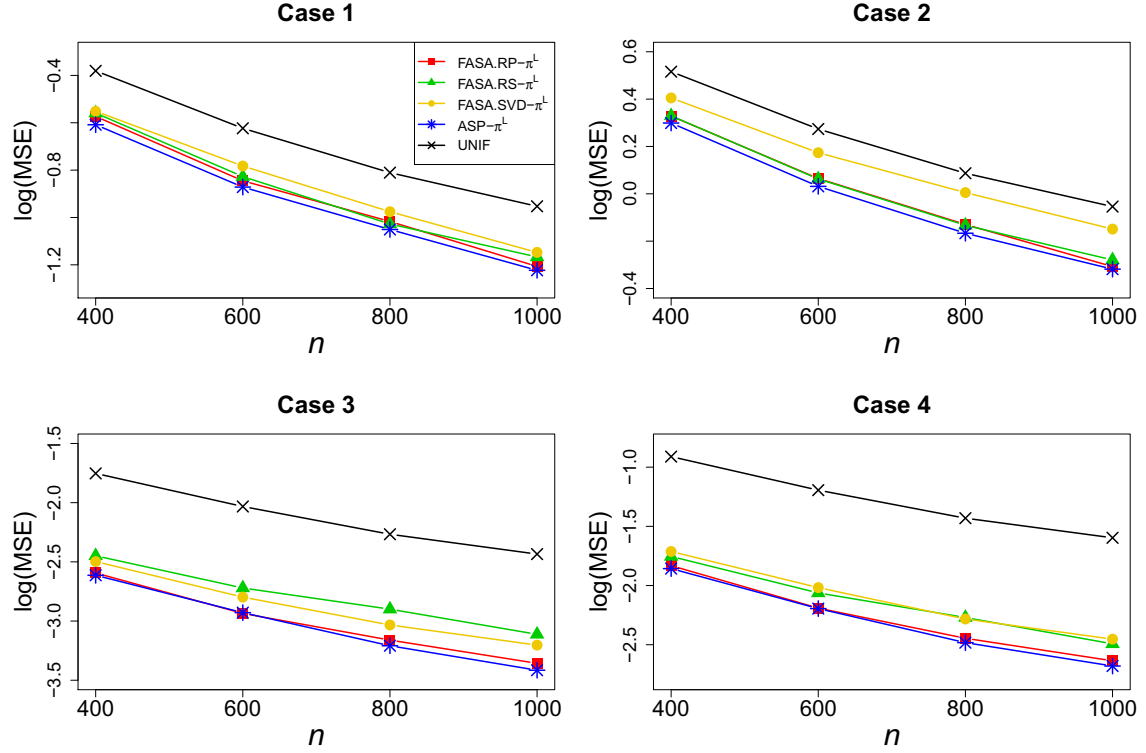 Case 1
log(MSE)
−0.4
−0.8
−1.2
FASA.RP−π^L
FASA.RS−π^L
FASA.SVD−π^L
ASP−π^L
UNIF
400 600 800 1000
n
Case 2
log(MSE)
0.6
0.4
0.2
0.0
−0.4
400 600 800 1000
n
Case 3
log(MSE)
−1.5
−2.0
−2.5
−3.0
−3.5
400 600 800 1000
n
Case 4
log(MSE)
−1.0
−1.5
−2.0
−2.5
400 600 800 1000
n